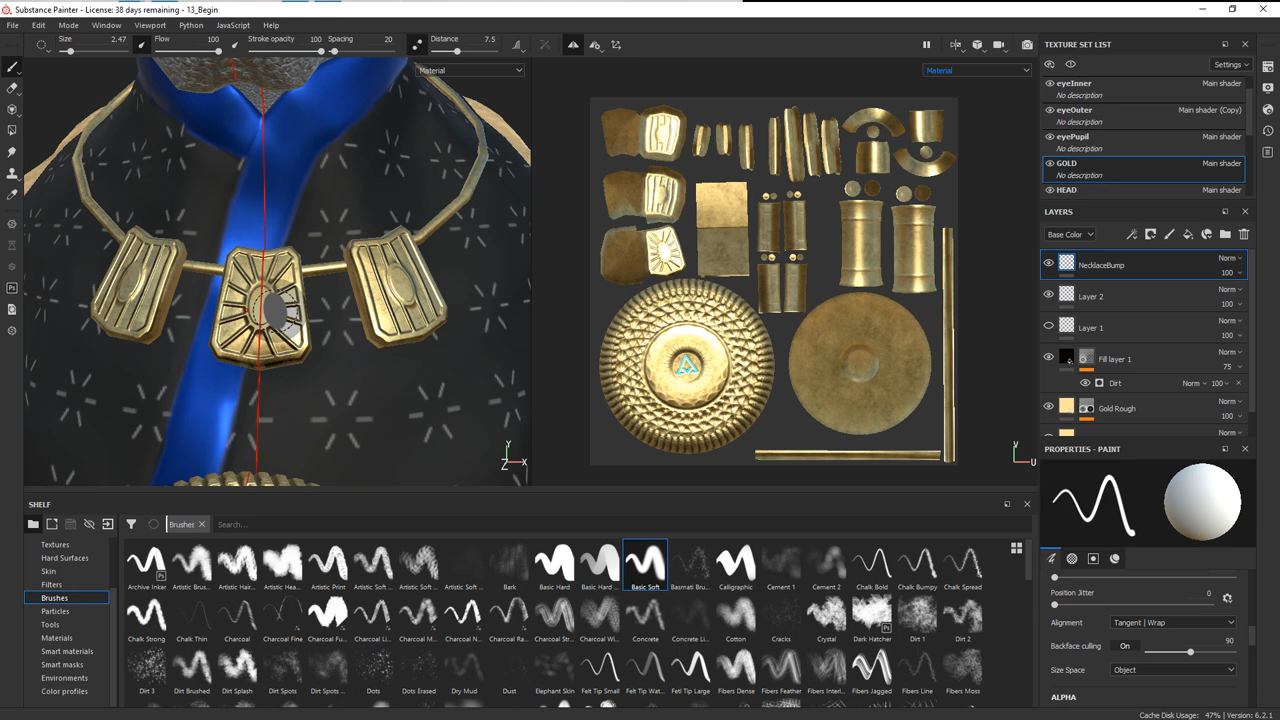 Substance Painter - License: 38 days remaining - 13_Begin
File Edit Mode Window Viewport Python JavaScript Help
Size 2.47 Flow 100 Stroke opacity 100 Spacing 20 Distance 7.5
Material
Material
Y
Z X
V
U
TEXTURE SET LIST
Settings
eyeInner Main shader
No description
eyeOuter Main shader (Copy)
No description
eyePupil Main shader
No description
GOLD Main shader
No description
HEAD Main shader
LAYERS
Base Color
NecklaceBump Norm
100
Layer 2 Norm
100
Layer 1 Norm
100
Fill layer 1 Norm
75
Dirt Norm 100
Gold Rough Norm
100
Norm
PROPERTIES - PAINT
Position Jitter 0
Alignment Tangent | Wrap
Backface culling On 90
Size Space Object
ALPHA
SHELF
Brushes Search...
Textures
Hard Surfaces
Skin
Filters
Brushes
Particles
Tools
Materials
Smart materials
Smart masks
Environments
Color profiles
Archive Inker Artistic Brus... Artistic Hair... Artistic Hea... Artistic Print Artistic Soft ... Artistic Soft ... Artistic Soft ... Bark Basic Hard Basic Hard ... Basic Soft Basmati Bru... Calligraphic Cement 1 Cement 2 Chalk Bold Chalk Bumpy Chalk Spread
Chalk Strong Chalk Thin Charcoal Charcoal Fine Charcoal Fu... Charcoal Li... Charcoal M... Charcoal N... Charcoal Ra... Charcoal Str... Charcoal Wi... Concrete Concrete Li... Cotton Cracks Crystal Dark Hatcher Dirt 1 Dirt 2
Dirt 3 Dirt Brushed Dirt Splash Dirt Spots Dirt Spots ... Dots Dots Erased Dry Mud Dust Elephant Skin Felt Tip Small Felt Tip Wat... Fetl Tip Large Fibers Dense Fibers Feather Fibers Interl... Fibers Jagged Fibers Line Fibers Moss
Cache Disk Usage: 47% | Version: 6.2.1